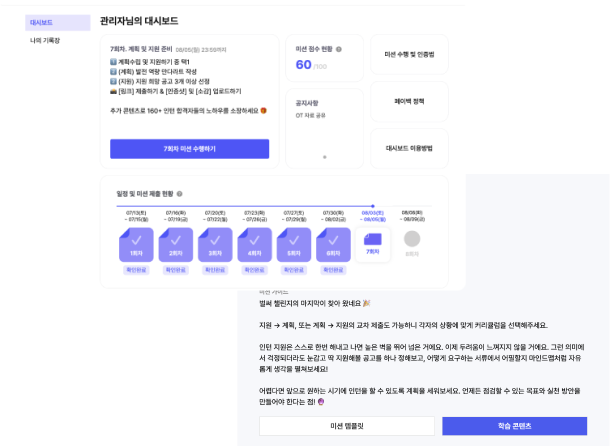 대시보드
나의 기록장
관리자님의 대시보드
7회차. 계획 및 지원 준비 08/05(월) 23:59까지
1 계획수립 및 지원하기 중 택1
2 (계획) 발전 역량 만다라트 작성
3 (지원) 지원 희망 공고 3개 이상 선정
[링크] 제출하기 & [인증샷] 및 [소감] 업로드하기
추가 콘텐츠로 160+ 인턴 합격자들의 노하우를 소장하세요
7회차 미션 수행하기
미션 점수 현황
60 /100
공지사항
OT 자료 공유
미션 수행 및 인증법
페이백 정책
대시보드 이용방법
일정 및 미션 제출 현황
07/13(토) 07/16(화) 07/20(토) 07/23(화) 07/27(토) 07/30(화) 08/03(토) 08/06(화)
~ 07/15(월) ~ 07/19(금) ~ 07/22(월) ~ 07/26(금) ~ 07/29(월) ~ 08/02(금) ~ 08/05(월) ~ 08/09(금)
1회차 2회차 3회차 4회차 5회차 6회차 7회차 8회차
확인완료 확인완료 확인완료 확인완료 확인완료 확인완료
미션 가이드
벌써 챌린지의 마지막이 찾아 왔네요 🎉
지원 → 계획, 또는 계획 → 지원의 교차 제출도 가능하니 각자의 상황에 맞게 커리큘럼을 선택해주세요.
인턴 지원은 스스로 한번 해내고 나면 높은 벽을 뛰어 넘은 거예요. 이제 두려움이 느껴지지 않을 거에요. 그런 의미에
서 걱정되더라도 눈감고 딱 지원해볼 공고를 하나 정해보고, 어떻게 요구하는 서류에서 어필할지 마인드맵처럼 자유
롭게 생각을 펼쳐보세요!
어렵다면 앞으로 원하는 시기에 인턴을 할 수 있도록 계획을 세워보세요. 언제든 점검할 수 있는 목표와 실천 방안을
만들어야 한다는 점! 🔮
미션 템플릿
학습 콘텐츠